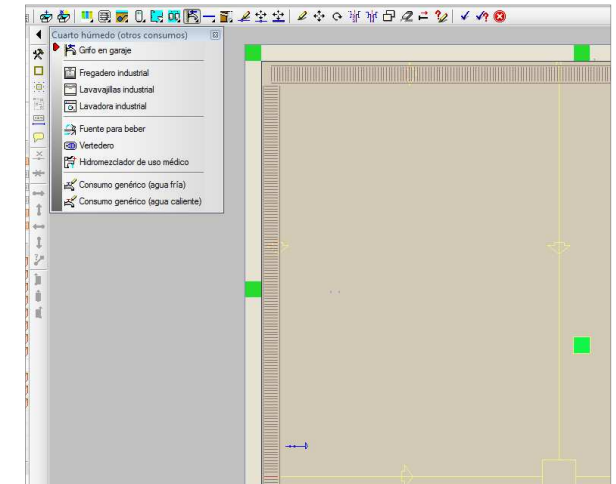 Cuarto húmedo (otros consumos)
Grifo en garaje
Fregadero industrial
Lavavajillas industrial
Lavadora industrial
Fuente para beber
Vertedero
Hidromezclador de uso médico
Consumo genérico (agua fría)
Consumo genérico (agua caliente)